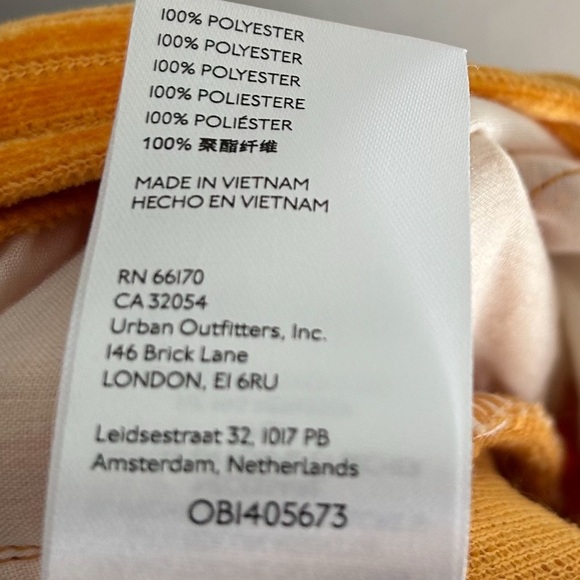 100% POLYESTER
100% POLYESTER
100% POLYESTER
100% POLIESTERE
100% POLIÉSTER
100% 聚酯纤维
MADE IN VIETNAM
HECHO EN VIETNAM
RN 66170
CA 32054
Urban Outfitters, Inc.
146 Brick Lane
LONDON, E1 6RU
Leidsestraat 32, 1017 PB
Amsterdam, Netherlands
OB1405673